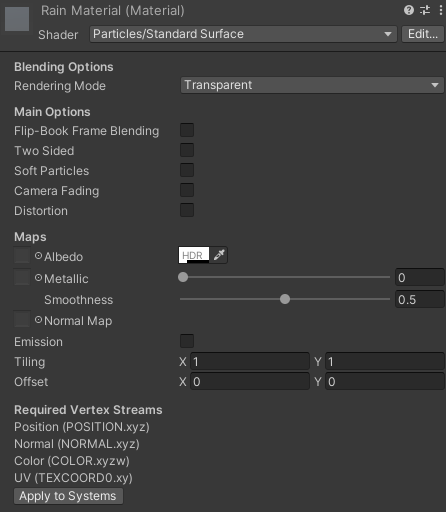 Rain Material (Material)
Shader Particles/Standard Surface Edit...
Blending Options
Rendering Mode Transparent
Main Options
Flip-Book Frame Blending
Two Sided
Soft Particles
Camera Fading
Distortion
Maps
Albedo HDR
Metallic 0
Smoothness 0.5
Normal Map
Emission
Tiling X 1 Y 1
Offset X 0 Y 0
Required Vertex Streams
Position (POSITION.xyz)
Normal (NORMAL.xyz)
Color (COLOR.xyzw)
UV (TEXCOORD0.xy)
Apply to Systems